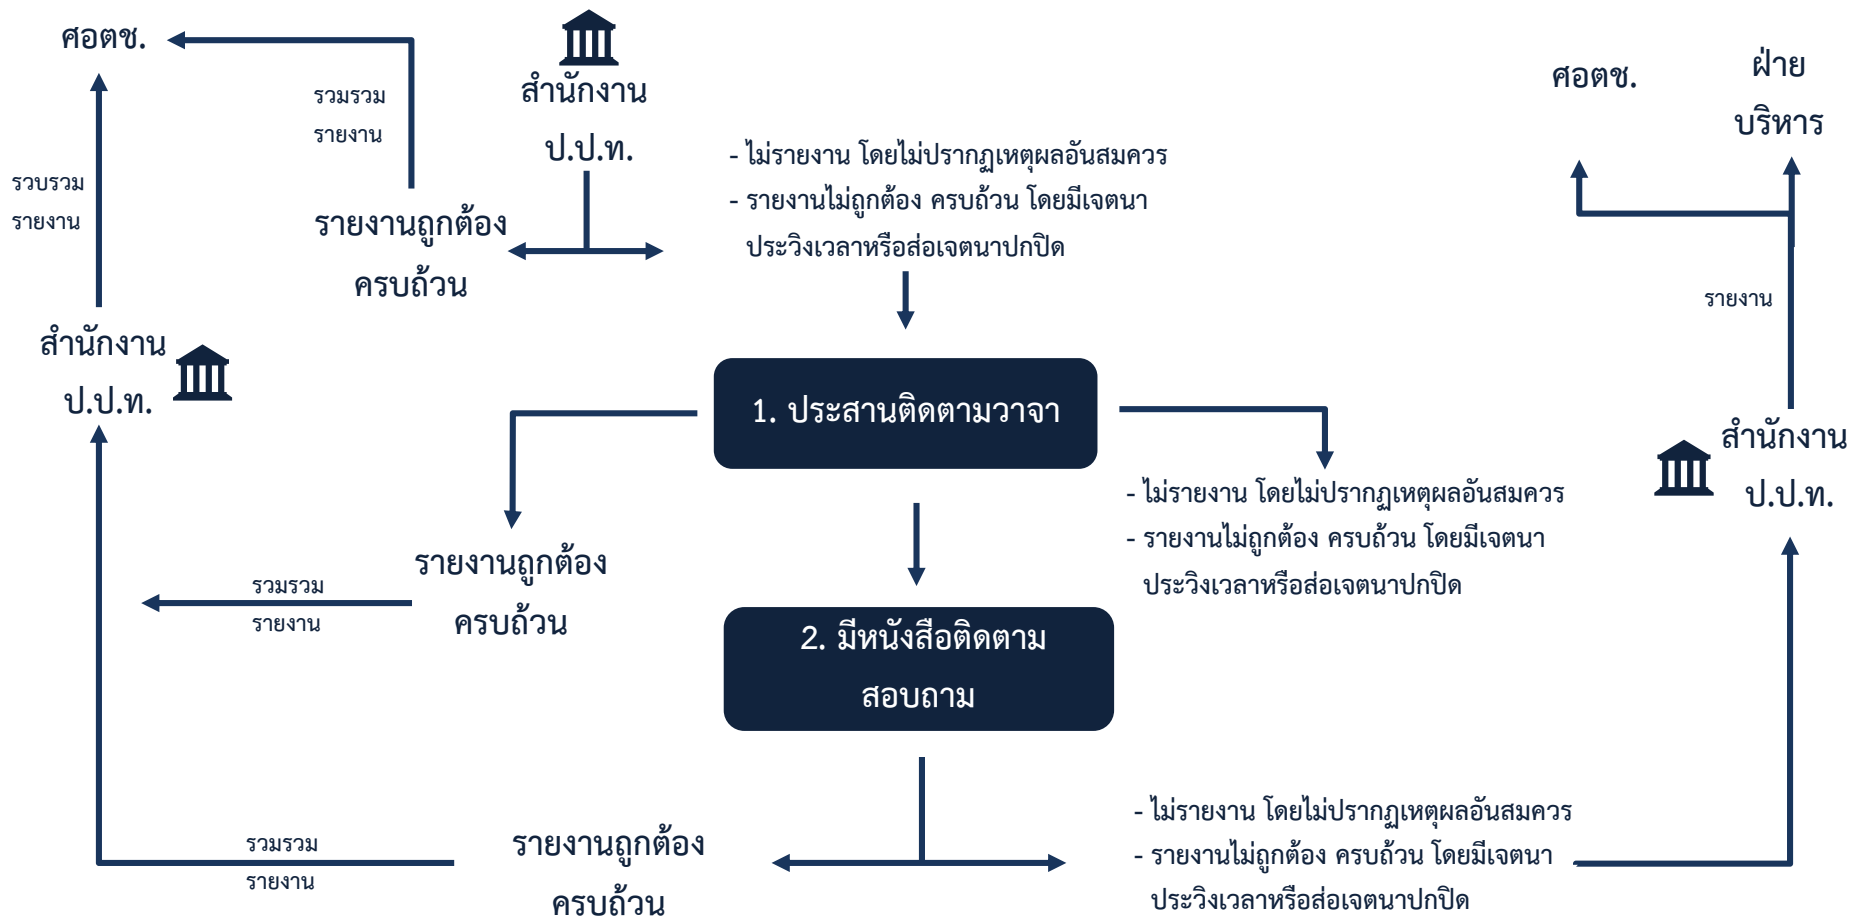 ศอตช.
สำนักงาน
ป.ป.ท.
รวมรวม
รายงาน
รายงานถูกต้อง
ครบถ้วน
- ไม่รายงาน โดยไม่ปรากฏเหตุผลอันสมควร
- รายงานไม่ถูกต้อง ครบถ้วน โดยมีเจตนา
ประวิงเวลาหรือส่อเจตนาปกปิด
ศอตช.
ฝ่าย
บริหาร
รวบรวม
รายงาน
สำนักงาน
ป.ป.ท.
รายงาน
1. ประสานติดตามวาจา
สำนักงาน
ป.ป.ท.
รายงานถูกต้อง
ครบถ้วน
รวมรวม
รายงาน
- ไม่รายงาน โดยไม่ปรากฏเหตุผลอันสมควร
- รายงานไม่ถูกต้อง ครบถ้วน โดยมีเจตนา
ประวิงเวลาหรือส่อเจตนาปกปิด
2. มีหนังสือติดตาม
สอบถาม
รวมรวม
รายงาน
รายงานถูกต้อง
ครบถ้วน
- ไม่รายงาน โดยไม่ปรากฏเหตุผลอันสมควร
- รายงานไม่ถูกต้อง ครบถ้วน โดยมีเจตนา
ประวิงเวลาหรือส่อเจตนาปกปิด